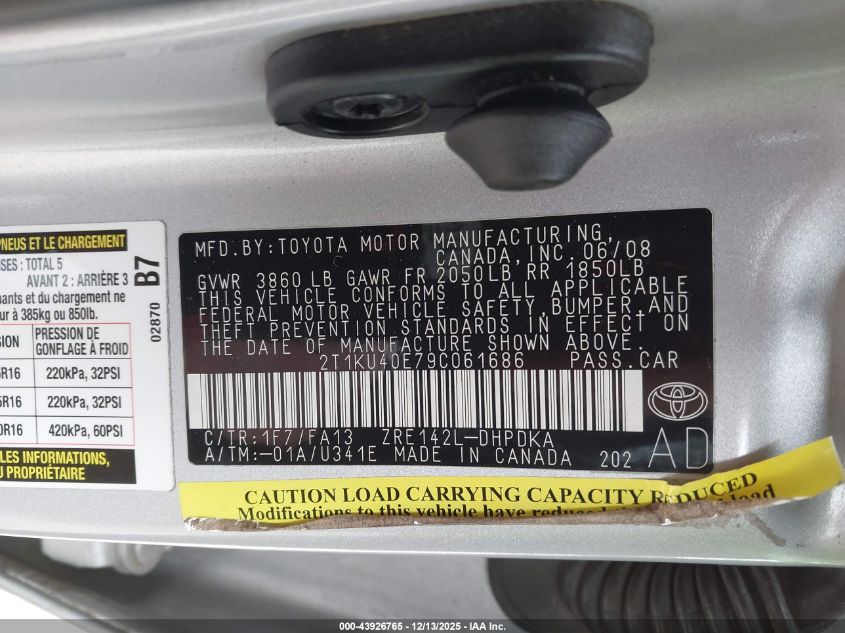 PNEUS ET LE CHARGEMENT
TOTAL 5
AVANT 2 : ARRIÈRE 3
et du chargement ne
à 385kg ou 850lb.
PRESSION DE
GONFLAGE À FROID
R16 220kPa, 32PSI
R16 220kPa, 32PSI
R16 420kPa, 60PSI
LES INFORMATIONS
DU PROPRIÉTAIRE
B7
02870
MFD.BY:TOYOTA MOTOR MANUFACTURING,
CANADA, INC. 06/08
GVWR 3860 LB GAWR FR 2050LB RR 1850LB
THIS VEHICLE CONFORMS TO ALL APPLICABLE
FEDERAL MOTOR VEHICLE SAFETY, BUMPER, AND
THEFT PREVENTION STANDARDS IN EFFECT ON
THE DATE OF MANUFACTURE SHOWN ABOVE.
2T1KU40E79C061686 PASS.CAR
C/TR:1F7/FA13 ZRE142L-DHPDKA
A/TM:-01A/U341E MADE IN CANADA 202
AD
CAUTION LOAD CARRYING CAPACITY REDUCED
Modifications to this vehicle have reduced load
000-43926765 - 12/13/2025 - IAA Inc.